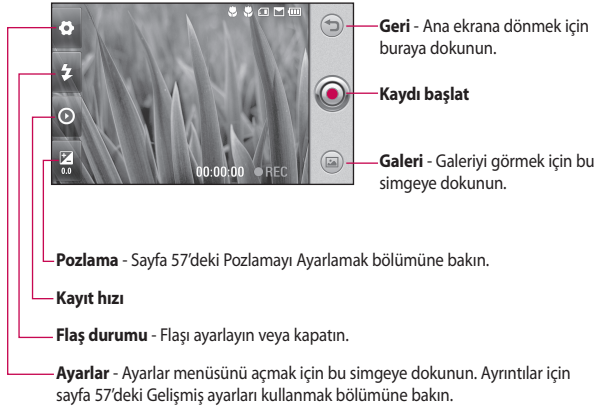 Geri - Ana ekrana dönmek için
buraya dokunun.
Kaydı başlat
0.0
00:00:00 REC
Galeri - Galeriyi görmek için bu
simgeye dokunun.
Pozlama - Sayfa 57'deki Pozlamayı Ayarlamak bölümüne bakın.
Kayıt hızı
Flaş durumu - Flaşı ayarlayın veya kapatın.
Ayarlar - Ayarlar menüsünü açmak için bu simgeye dokunun. Ayrıntılar için
sayfa 57'deki Gelişmiş ayarları kullanmak bölümüne bakın.